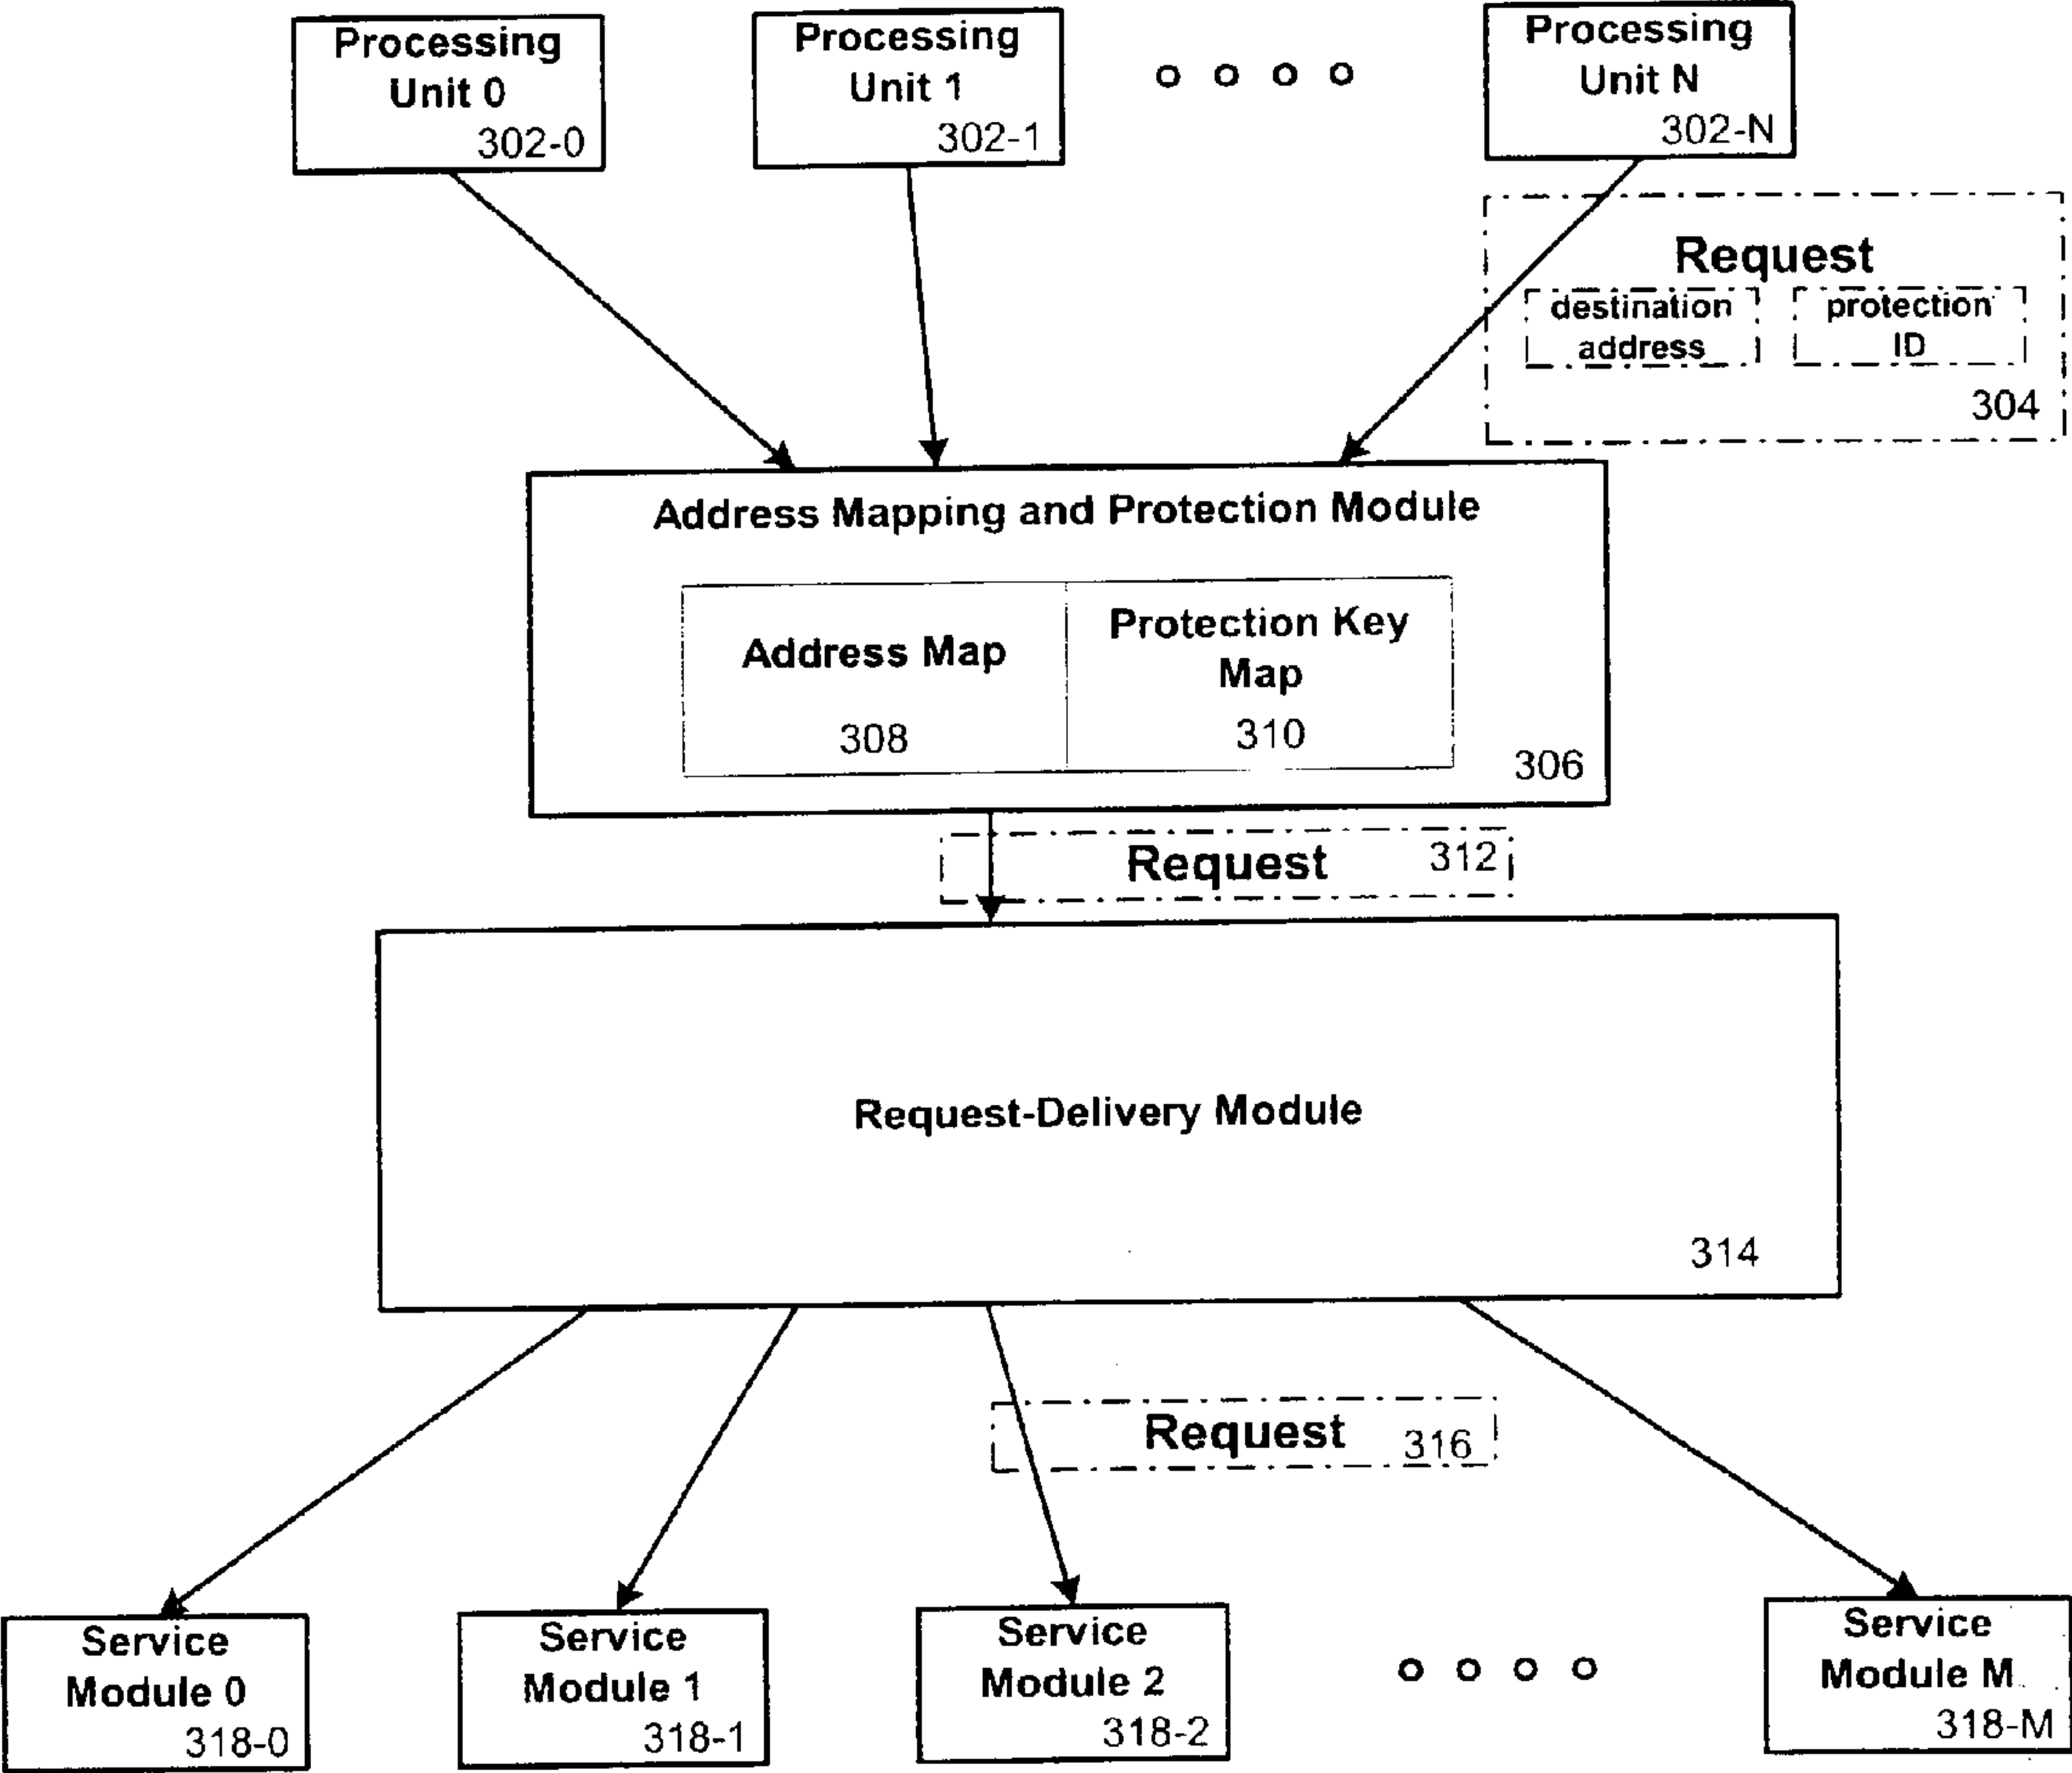 Processing
Unit 0
302-0
Processing
Unit 1
302-1
Processing
Unit N
302-N
Request
destination
address
protection
ID
304
Address Mapping and Protection Module
Address Map
308
Protection Key
Map
310
306
Request
312
Request-Delivery Module
314
Request
316
Service
Module 0
318-0
Service
Module 1
318-1
Service
Module 2
318-2
Service
Module M
318-M